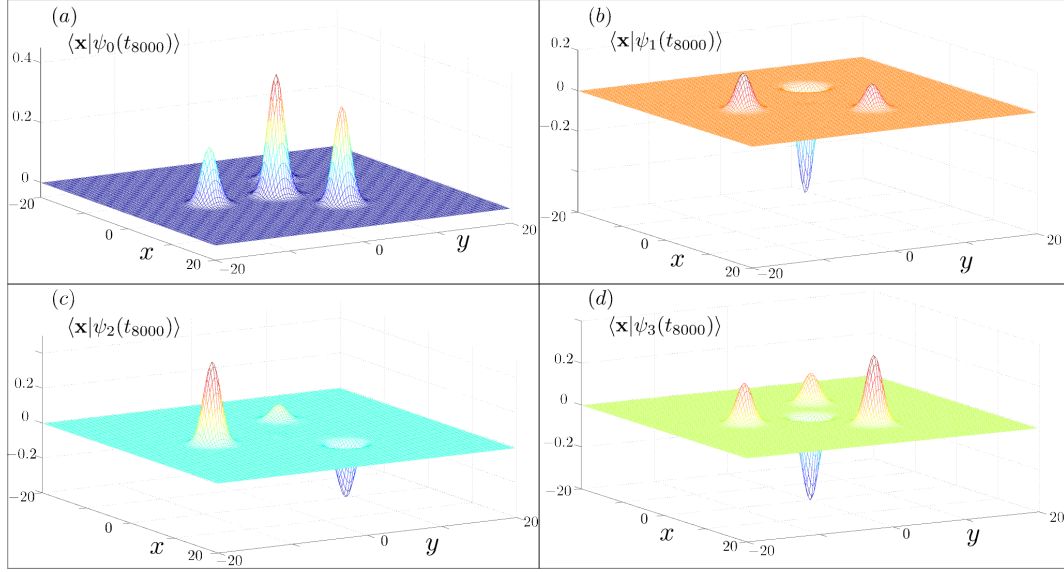 (a)
⟨x|ψ₀(t₈₀₀₀)⟩
0.4
0.2
0
−20
0
20
x
−20
0
20
y
(b)
⟨x|ψ₁(t₈₀₀₀)⟩
0.2
0
−0.2
−20
0
20
x
−20
0
20
y
(c)
⟨x|ψ₂(t₈₀₀₀)⟩
0.2
0
−0.2
−20
0
20
x
−20
0
20
y
(d)
⟨x|ψ₃(t₈₀₀₀)⟩
0.2
0
−0.2
−20
0
20
x
−20
0
20
y